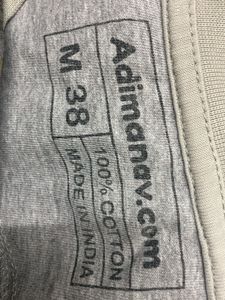 Adimanav.com
M 38
100% COTTON
MADE IN INDIA